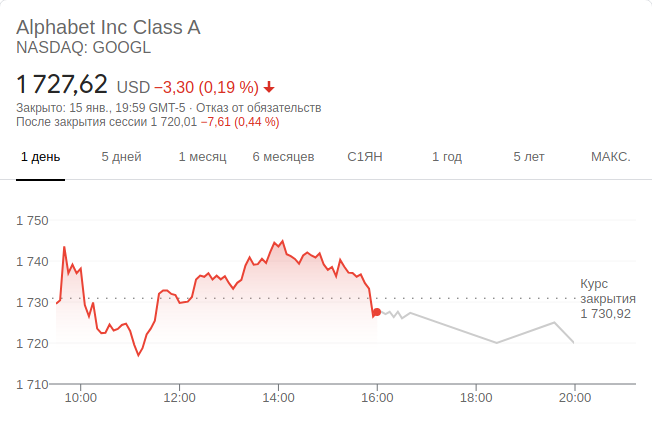 Alphabet Inc Class A
NASDAQ: GOOGL
1 727,62 USD −3,30 (0,19 %)
Закрыто: 15 янв., 19:59 GMT-5 · Отказ от обязательств
После закрытия сессии 1 720,01 −7,61 (0,44 %)
1 день 5 дней 1 месяц 6 месяцев С1ЯН 1 год 5 лет МАКС.
1 750
1 740
1 730
1 720
1 710
Курс
закрытия
1 730,92
10:00 12:00 14:00 16:00 18:00 20:00